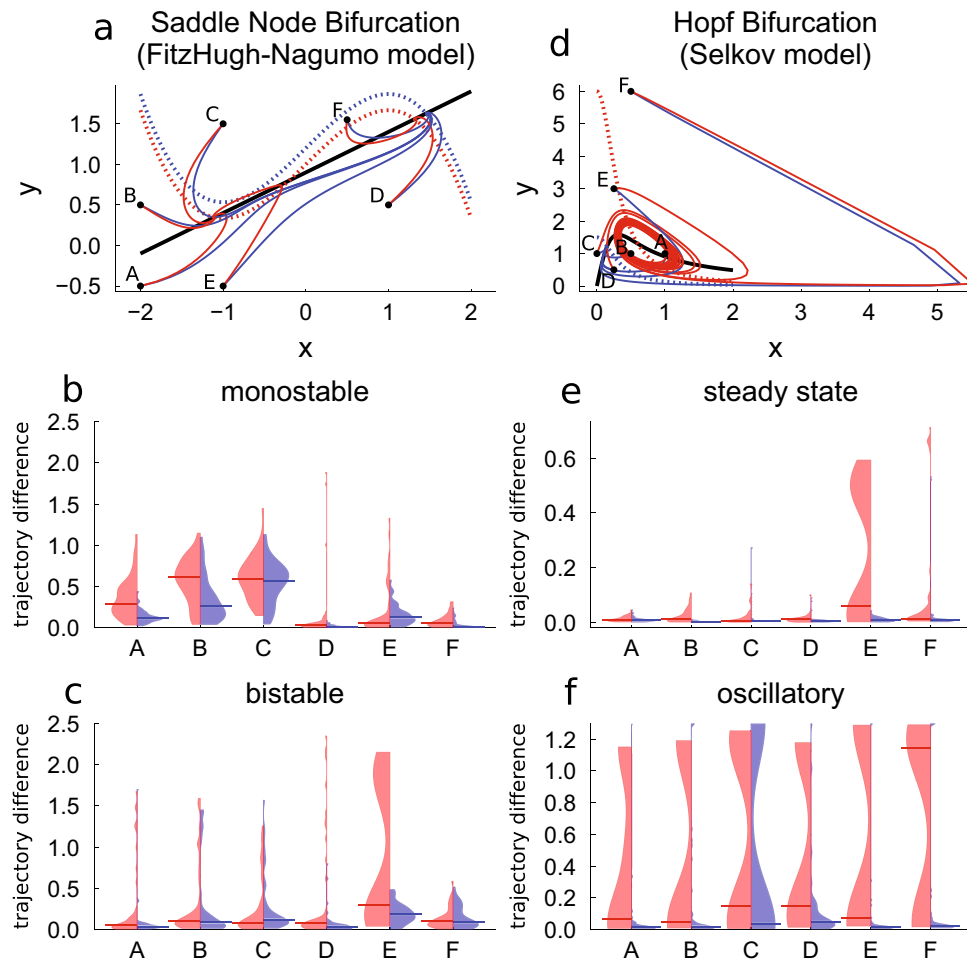 a
Saddle Node Bifurcation
(FitzHugh-Nagumo model)
1.5
1.0
0.5
0.0
−0.5
y
A
B
C
D
E
F
−2
−1
0
1
2
x
d
Hopf Bifurcation
(Selkov model)
6
5
4
3
2
1
0
y
F
E
C
B
A
D
0
1
2
3
4
5
x
b
monostable
trajectory difference
2.5
2.0
1.5
1.0
0.5
0.0
A B C D E F
e
steady state
trajectory difference
0.6
0.4
0.2
0.0
A B C D E F
c
bistable
trajectory difference
2.5
2.0
1.5
1.0
0.5
0.0
A B C D E F
f
oscillatory
trajectory difference
1.2
1.0
0.8
0.6
0.4
0.2
0.0
A B C D E F